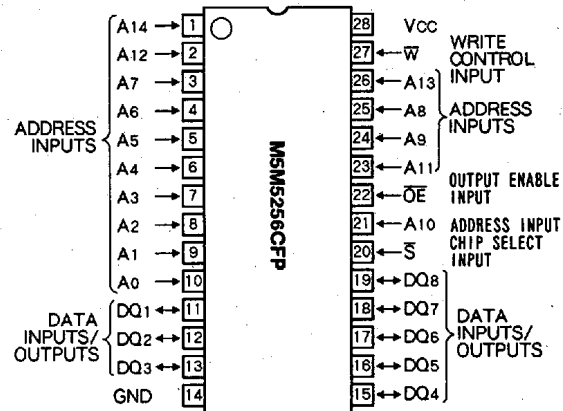 A14 1
A12 2
A7 3
A6 4
A5 5
A4 6
A3 7
A2 8
A1 9
A0 10
DQ1 11
DQ2 12
DQ3 13
GND 14
ADDRESS
INPUTS
DATA
INPUTS/
OUTPUTS
M5M5256CFP
28 VCC
27 W̅
26 A13
25 A8
24 A9
23 A11
22 O̅E̅
21 A10
20 S̅
19 DQ8
18 DQ7
17 DQ6
16 DQ5
15 DQ4
WRITE
CONTROL
INPUT
ADDRESS
INPUTS
OUTPUT ENABLE
INPUT
ADDRESS INPUT
CHIP SELECT
INPUT
DATA
INPUTS/
OUTPUTS